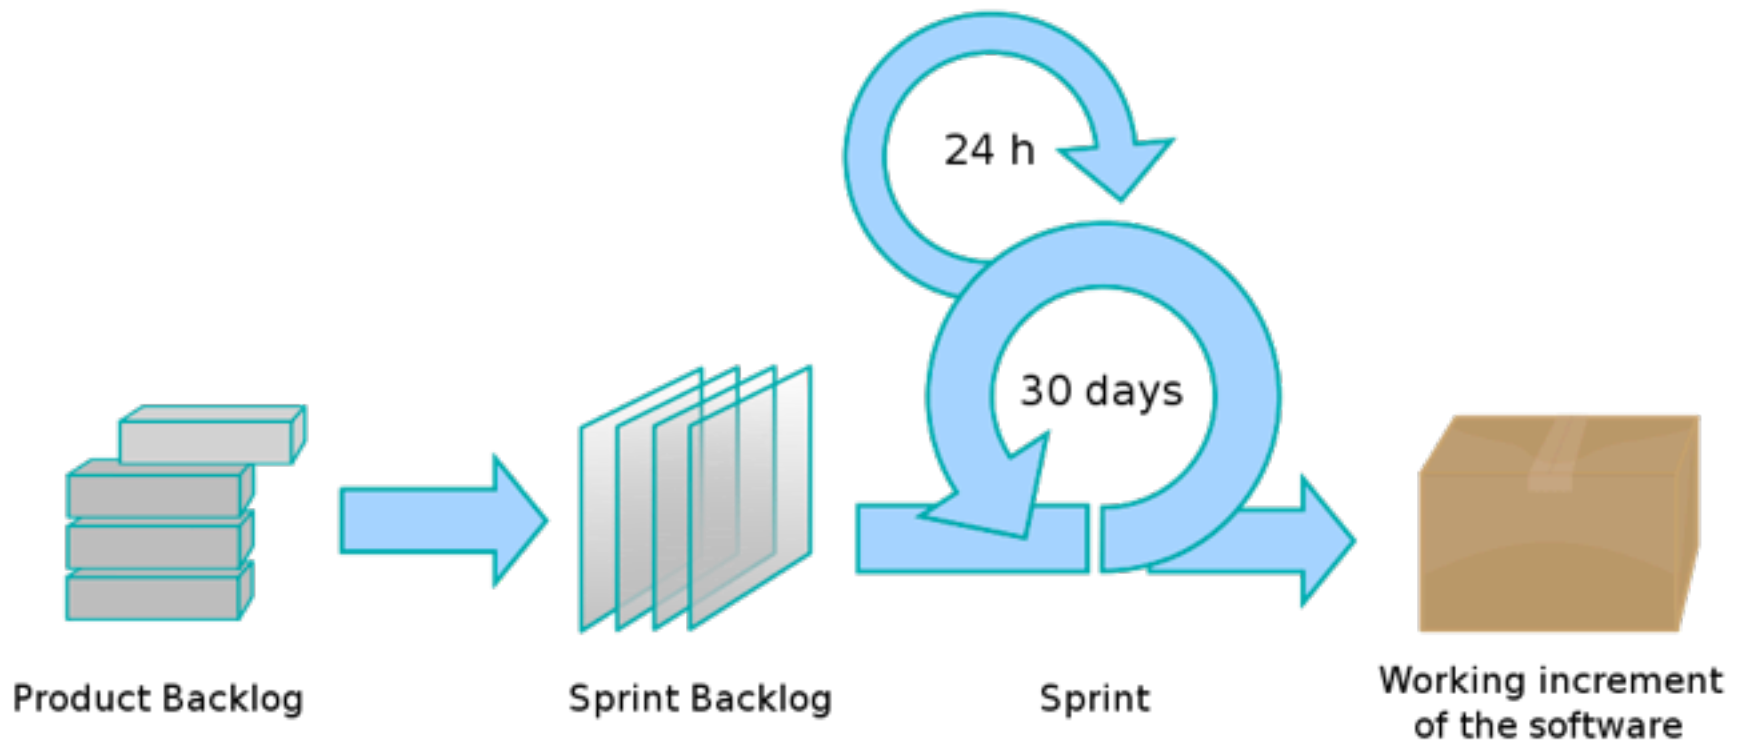 24 h
30 days
Product Backlog
Sprint Backlog
Sprint
Working increment
of the software